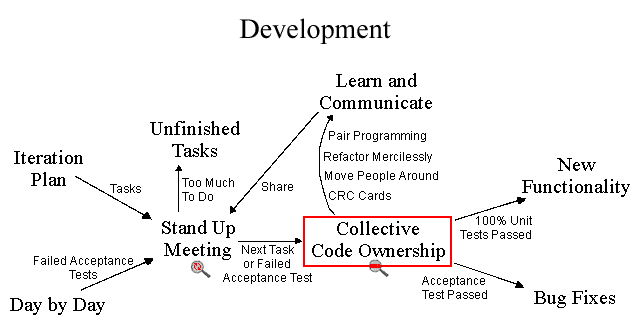 Development
Learn and
Communicate
Unfinished
Tasks
Pair Programming
Refactor Mercilessly
Move People Around
CRC Cards
Iteration
Plan
Tasks
Too Much
To Do
Share
New
Functionality
Stand Up
Meeting
Next Task
or Failed
Acceptance Test
Collective
Code Ownership
100% Unit
Tests Passed
Failed Acceptance
Tests
Acceptance
Test Passed
Day by Day
Bug Fixes